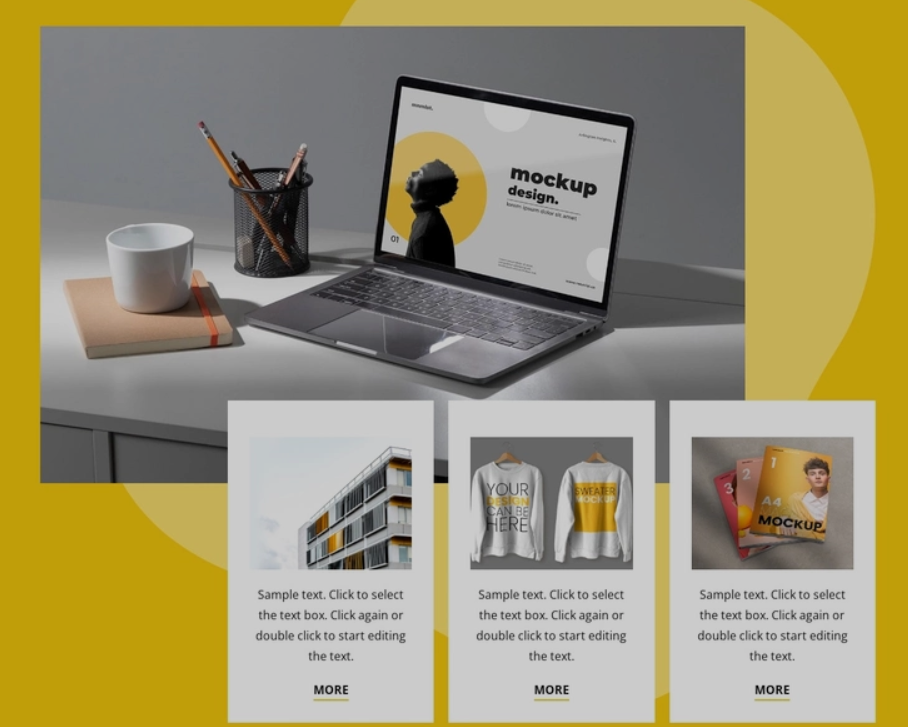 mockup
design.
lorem ipsum dolor sit amet
01
YOUR
DESIGN
CAN BE
HERE
SWEATER
MOCKUP
3
2
1
A4
MOCKUP
Sample text. Click to select
the text box. Click again or
double click to start editing
the text.
MORE
Sample text. Click to select
the text box. Click again or
double click to start editing
the text.
MORE
Sample text. Click to select
the text box. Click again or
double click to start editing
the text.
MORE